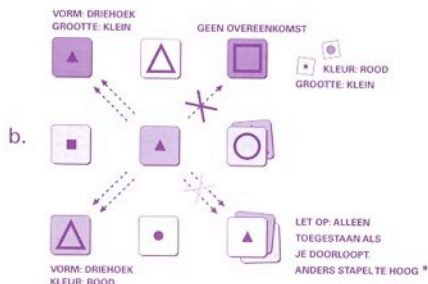 VORM: DRIEHOEK
GROOTTE: KLEIN
GEEN OVEREENKOMST
KLEUR: ROOD
GROOTTE: KLEIN
b.
VORM: DRIEHOEK
KLEUR: ROOD
LET OP: ALLEEN
TOEGESTAAN ALS
JE DOORLOOPT.
ANDERS STAPEL TE HOOG *